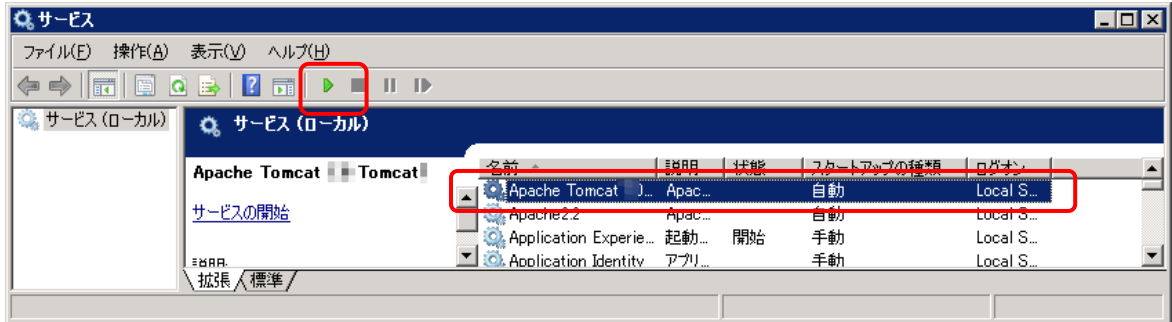 サービス
ファイル(F) 操作(A) 表示(V) ヘルプ(H)
サービス (ローカル)
サービス (ローカル)
Apache Tomcat Tomcat
サービスの開始
説明:
名前 説明 状態 スタートアップの種類 ログオン
Apache Tomcat ... Apac... 自動 Local S...
Apache2.2 Apac... 自動 Local S...
Application Experie... 起動... 開始 手動 Local S...
Application Identity アプリ... 手動 Local S...
拡張 標準